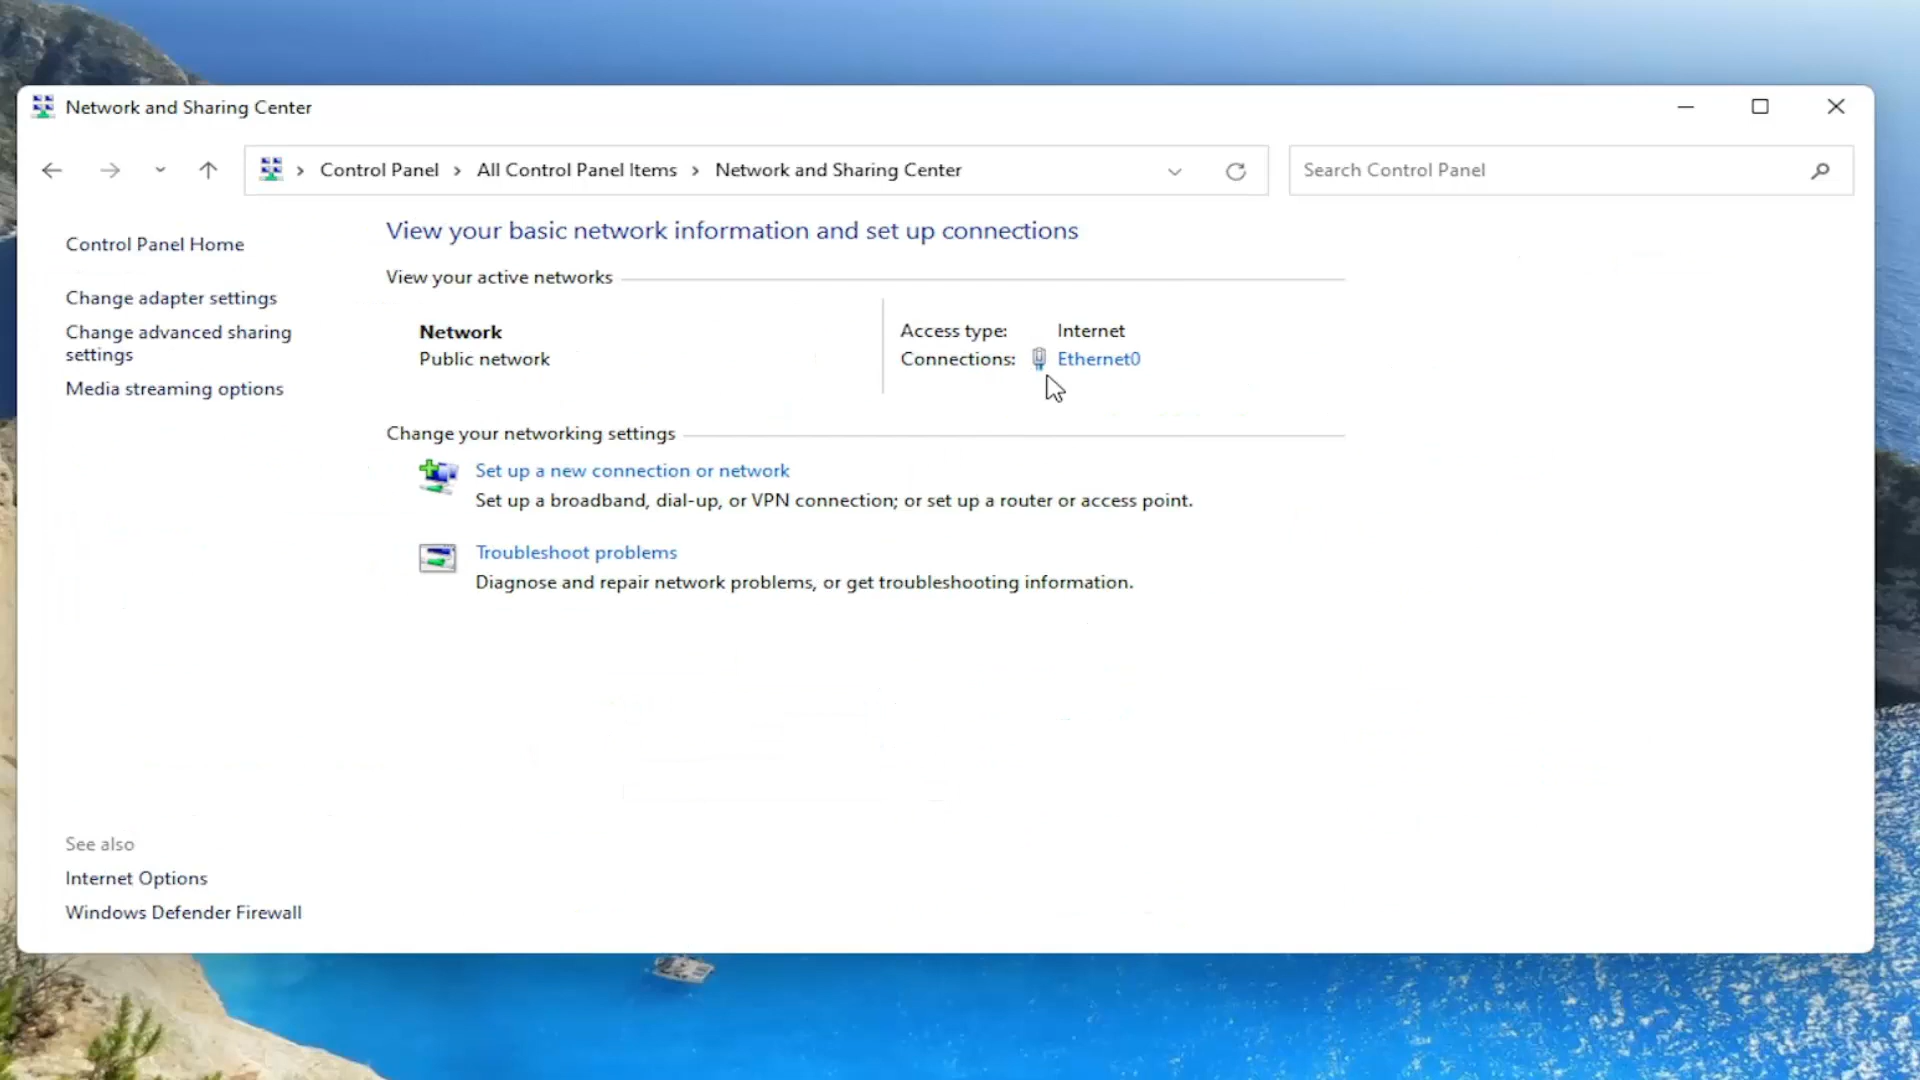 Network and Sharing Center
Control Panel > All Control Panel Items > Network and Sharing Center
Search Control Panel
Control Panel Home
Change adapter settings
Change advanced sharing
settings
Media streaming options
View your basic network information and set up connections
View your active networks
Network
Public network
Access type: Internet
Connections: Ethernet0
Change your networking settings
Set up a new connection or network
Set up a broadband, dial-up, or VPN connection; or set up a router or access point.
Troubleshoot problems
Diagnose and repair network problems, or get troubleshooting information.
See also
Internet Options
Windows Defender Firewall